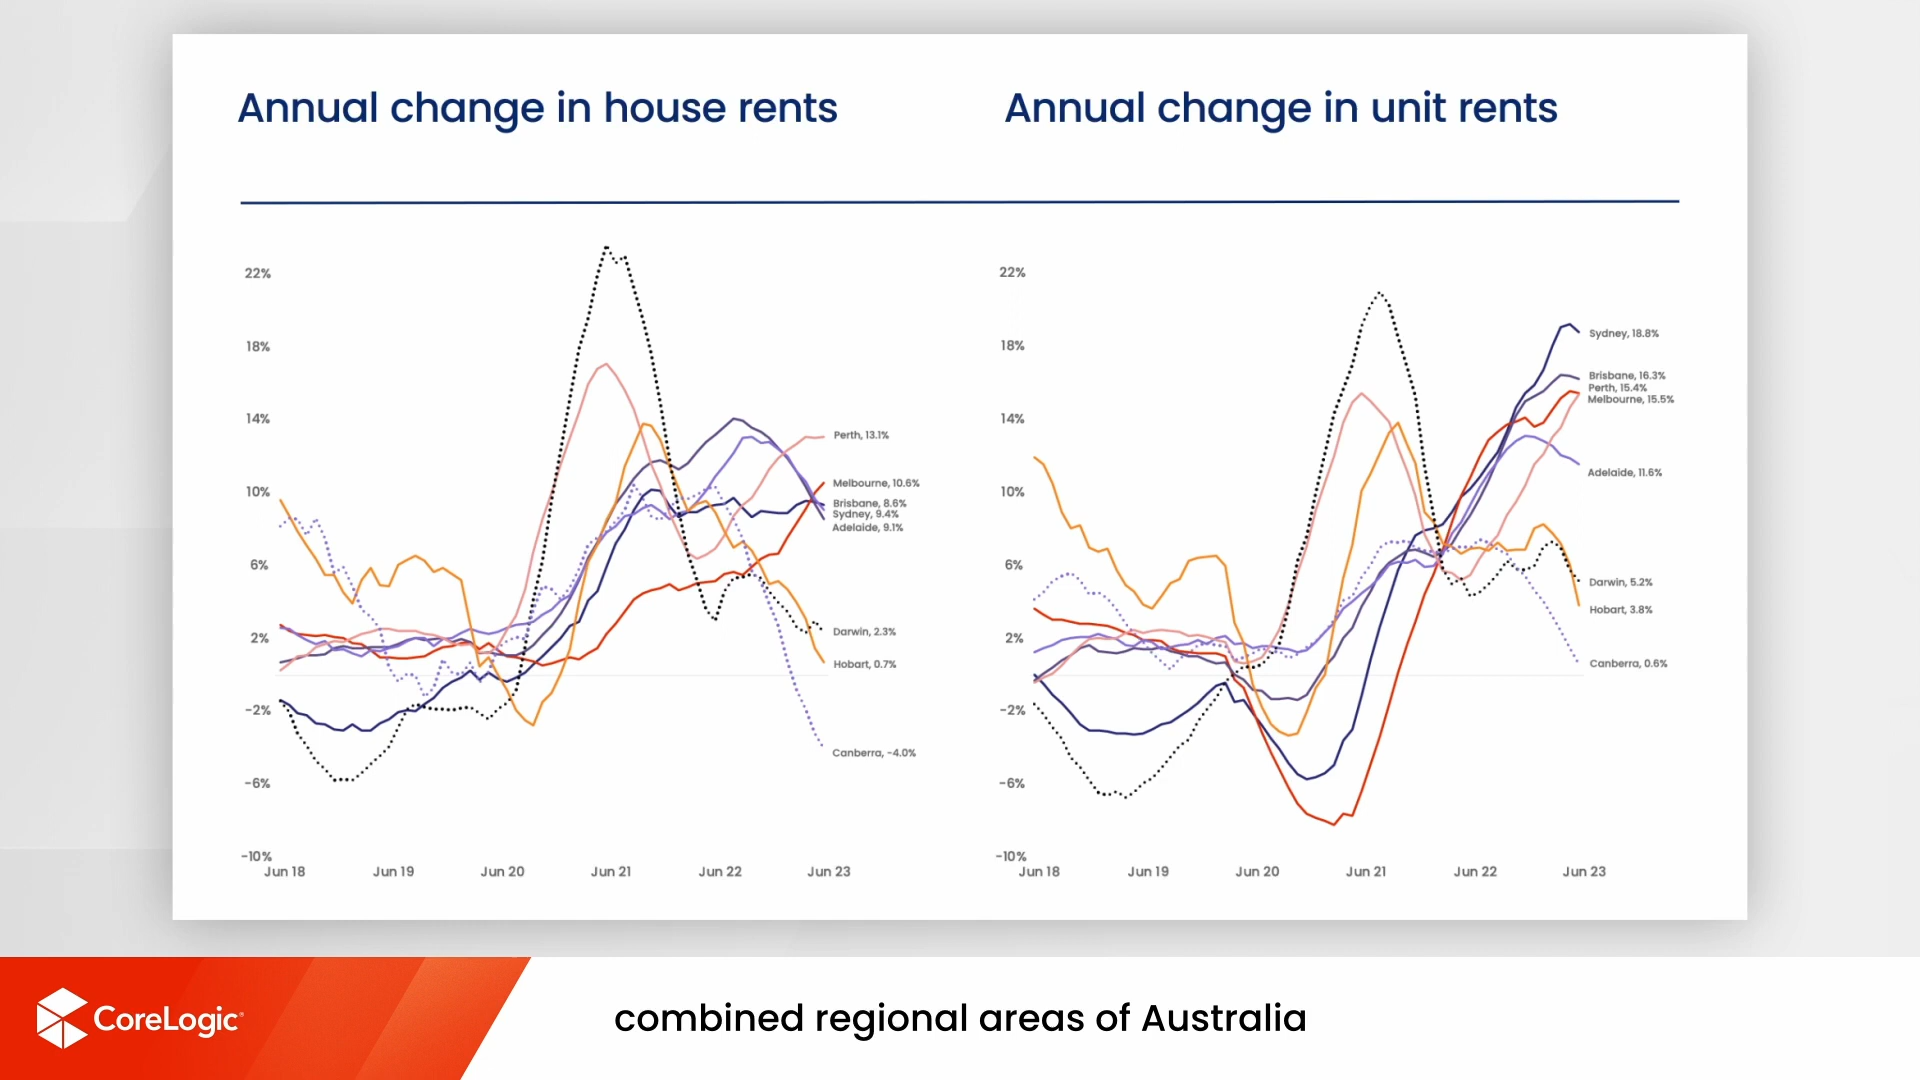 Annual change in house rents
22%
18%
14%
10%
6%
2%
-2%
-6%
-10%
Jun 18
Jun 19
Jun 20
Jun 21
Jun 22
Jun 23
Perth, 13.1%
Melbourne, 10.6%
Brisbane, 8.6%
Sydney, 9.4%
Adelaide, 9.1%
Darwin, 2.3%
Hobart, 0.7%
Canberra, -4.0%
Annual change in unit rents
22%
18%
14%
10%
6%
2%
-2%
-6%
-10%
Jun 18
Jun 19
Jun 20
Jun 21
Jun 22
Jun 23
Sydney, 18.8%
Brisbane, 16.3%
Perth, 15.4%
Melbourne, 15.5%
Adelaide, 11.6%
Darwin, 5.2%
Hobart, 3.8%
Canberra, 0.6%
CoreLogic
combined regional areas of Australia